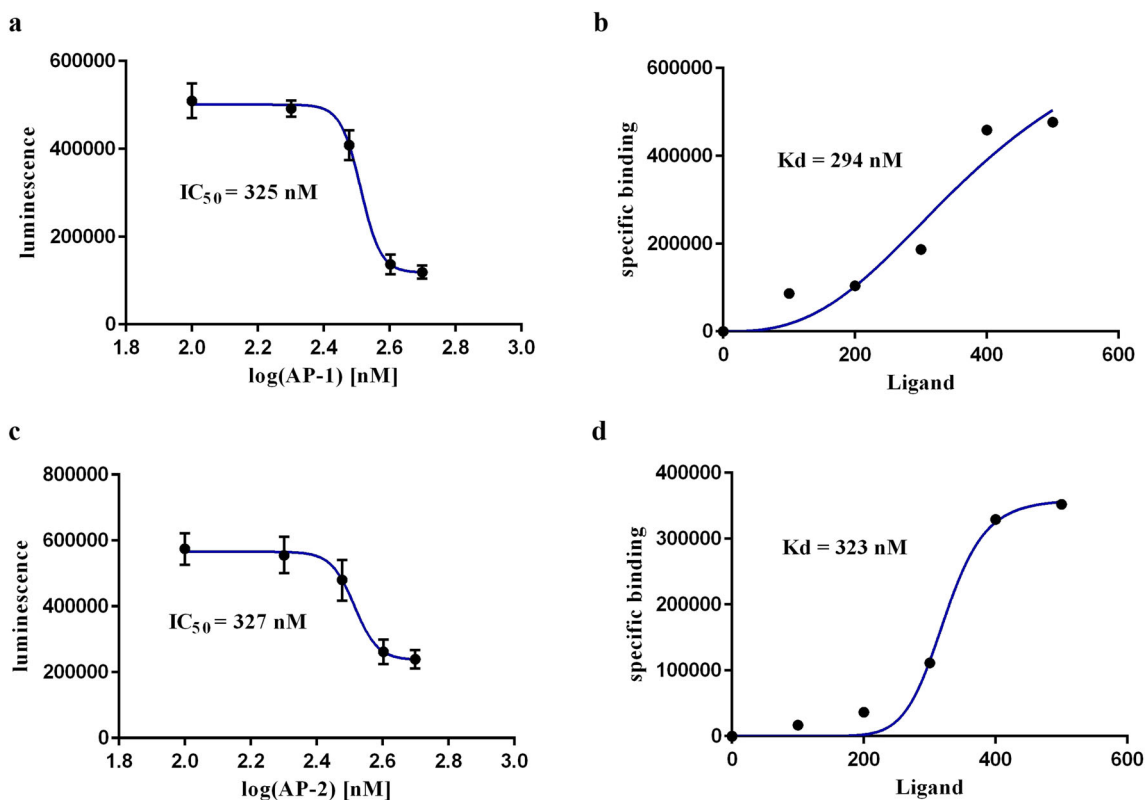 a
600000
400000
200000
0
luminescence
IC50 = 325 nM
1.8 2.0 2.2 2.4 2.6 2.8 3.0
log(AP-1) [nM]
b
600000
400000
200000
0
specific binding
Kd = 294 nM
0 200 400 600
Ligand
c
800000
600000
400000
200000
0
luminescence
IC50 = 327 nM
1.8 2.0 2.2 2.4 2.6 2.8 3.0
log(AP-2) [nM]
d
400000
300000
200000
100000
0
specific binding
Kd = 323 nM
0 200 400 600
Ligand